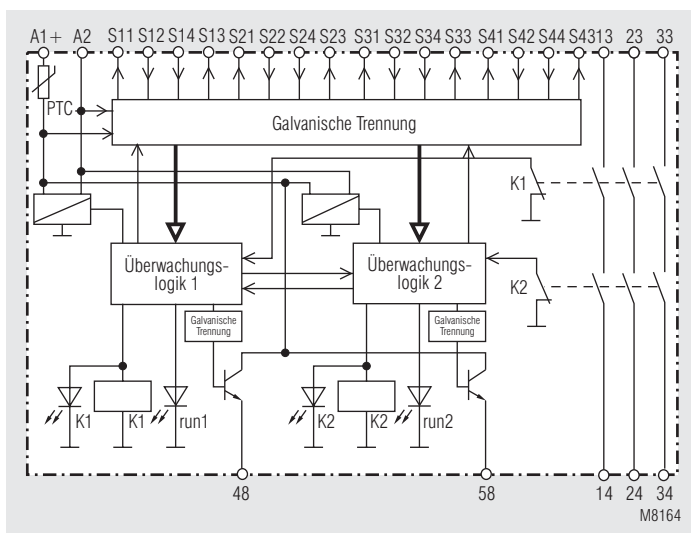 A1+ A2 S11 S12 S14 S13 S21 S22 S24 S23 S31 S32 S34 S33 S41 S42 S44 S43 13 23 33
PTC
Galvanische Trennung
K1
Überwachungs-
logik 1
Überwachungs-
logik 2
K2
Galvanische
Trennung
Galvanische
Trennung
K1 K1 run1 K2 K2 run2
48 58 14 24 34
M8164